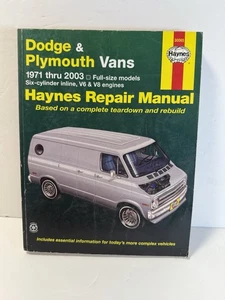 Dodge &
Plymouth Vans
Haynes
1971 thru 2003 □ Full-size models
Six-cylinder inline, V6 & V8 engines
Haynes Repair Manual
Based on a complete teardown and rebuild
Includes essential information for today's more complex vehicles